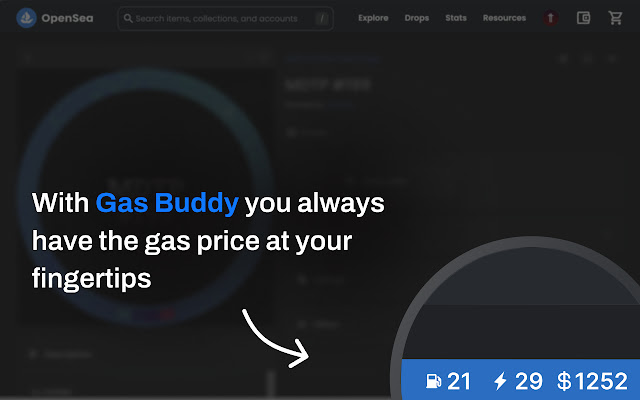 OpenSea
Search items, collections, and accounts
/
Explore
Drops
Stats
Resources
With Gas Buddy you always
have the gas price at your
fingertips
21
29
$1252